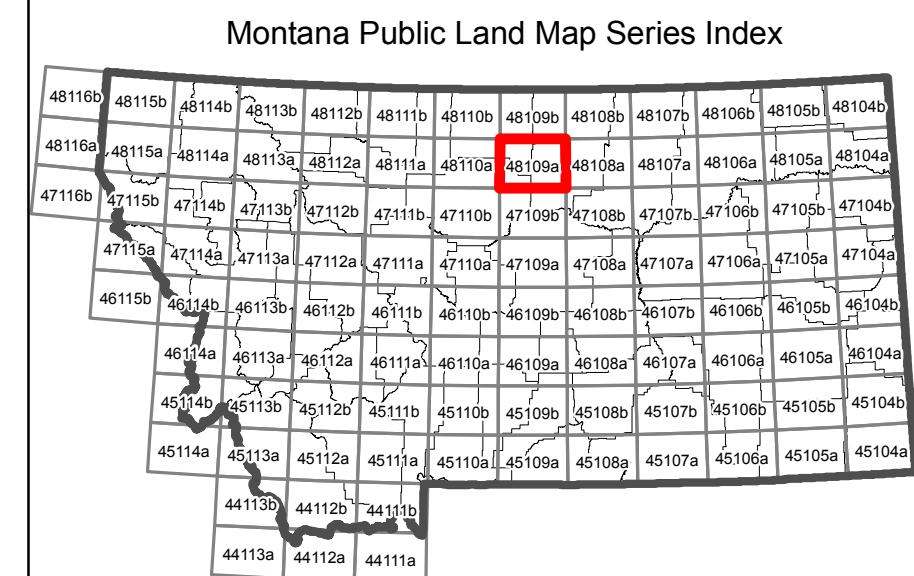 Montana Public Land Map Series Index
48116b 48115b 48114b 48113b 48112b 48111b 48110b 48109b 48108b 48107b 48106b 48105b 48104b
48116a 48115a 48114a 48113a 48112a 48111a 48110a 48109a 48108a 48107a 48106a 48105a 48104a
47116b 47115b 47114b 47113b 47112b 47111b 47110b 47109b 47108b 47107b 47106b 47105b 47104b
47115a 47114a 47113a 47112a 47111a 47110a 47109a 47108a 47107a 47106a 47105a 47104a
46115b 46114b 46113b 46112b 46111b 46110b 46109b 46108b 46107b 46106b 46105b 46104b
46114a 46113a 46112a 46111a 46110a 46109a 46108a 46107a 46106a 46105a 46104a
45114b 45113b 45112b 45111b 45110b 45109b 45108b 45107b 45106b 45105b 45104b
45114a 45113a 45112a 45111a 45110a 45109a 45108a 45107a 45106a 45105a 45104a
44113b 44112b 44111b
44113a 44112a 44111a